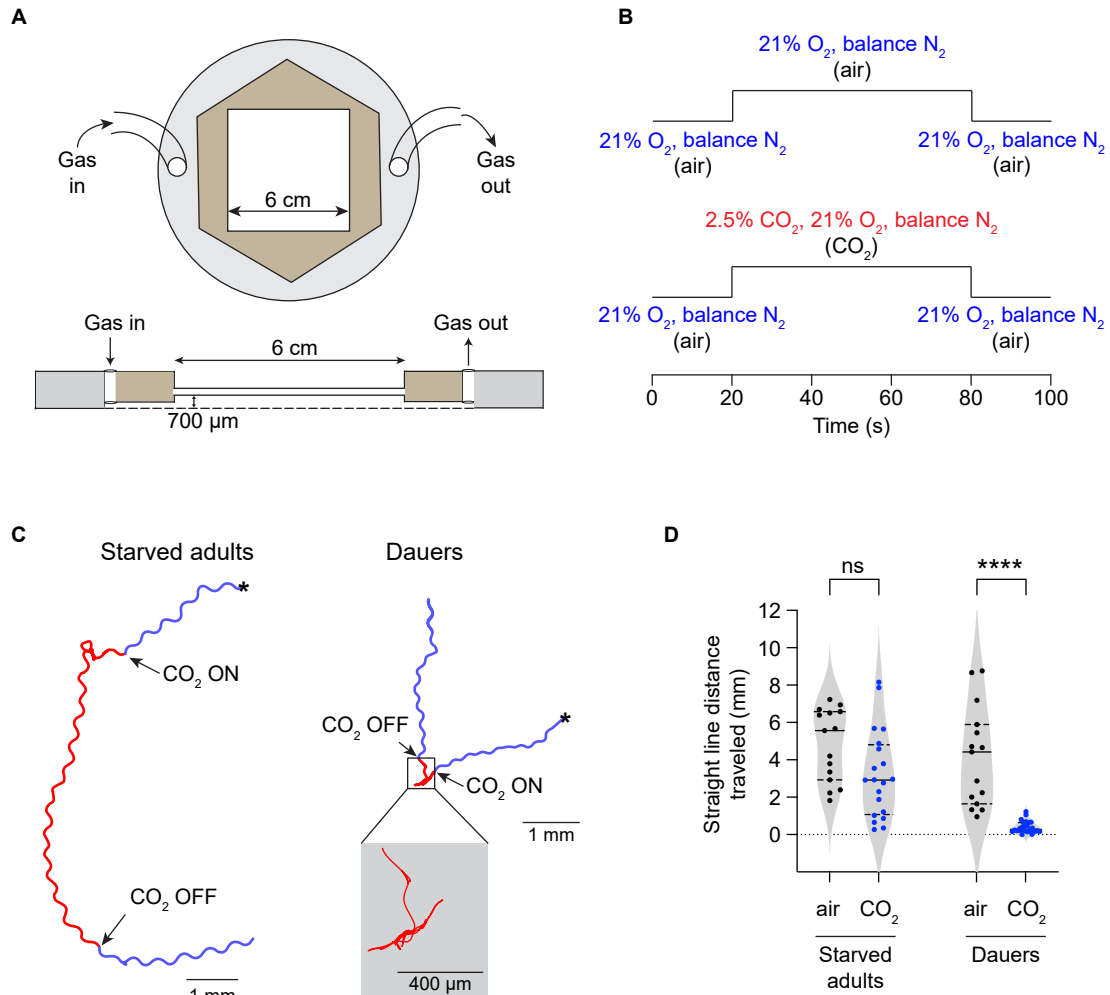 A
Gas
in
Gas
out
6 cm
Gas in
Gas out
6 cm
700 µm
B
21% O₂, balance N₂
(air)
21% O₂, balance N₂
(air)
21% O₂, balance N₂
(air)
2.5% CO₂, 21% O₂, balance N₂
(CO₂)
21% O₂, balance N₂
(air)
21% O₂, balance N₂
(air)
0 20 40 60 80 100
Time (s)
C
Starved adults
*
CO₂ ON
CO₂ OFF
1 mm
Dauers
*
CO₂ OFF
CO₂ ON
1 mm
400 µm
D
ns
****
Straight line distance
traveled (mm)
12
10
8
6
4
2
0
air CO₂ air CO₂
Starved
adults
Dauers